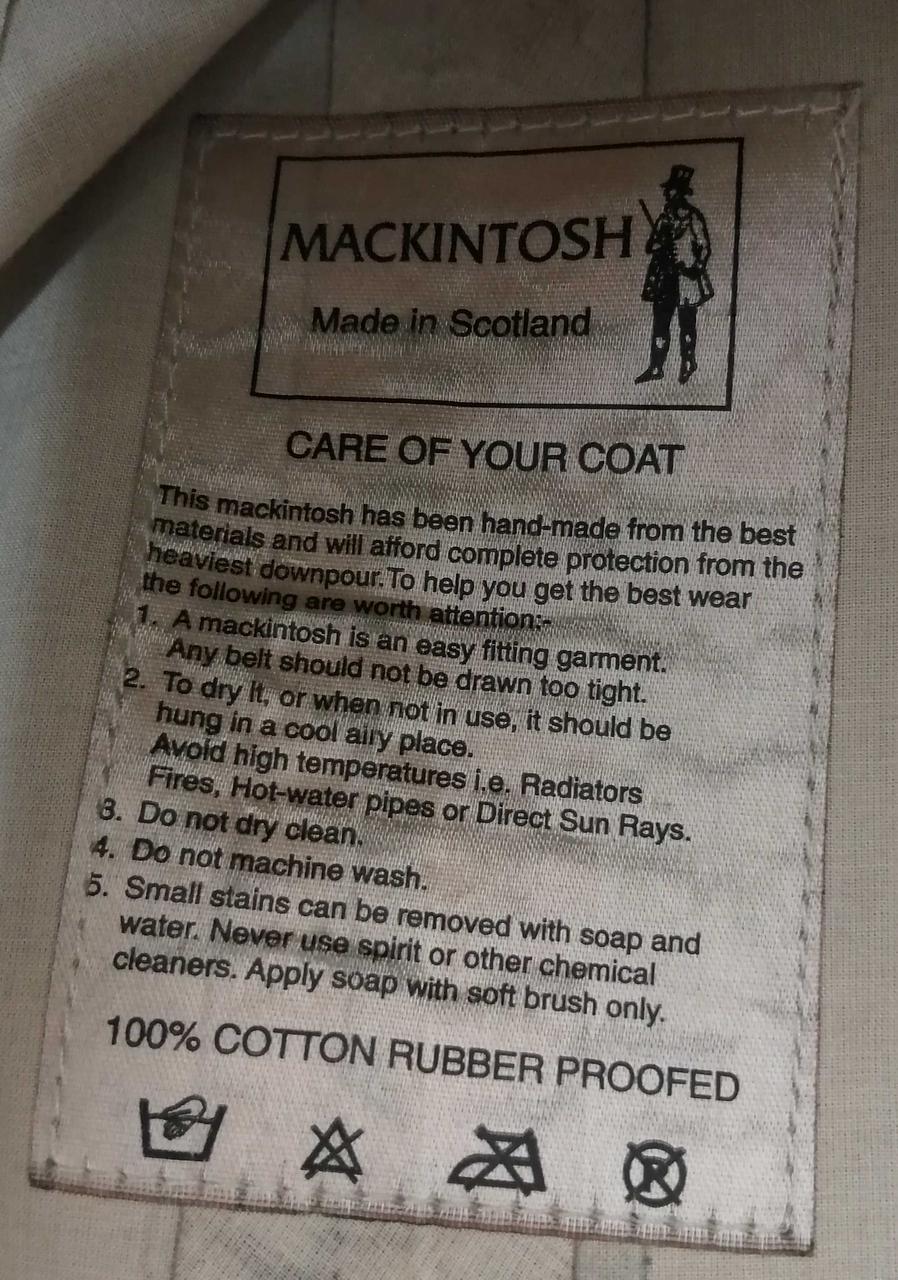 MACKINTOSH
Made in Scotland
CARE OF YOUR COAT
This mackintosh has been hand-made from the best
materials and will afford complete protection from the
heaviest downpour. To help you get the best wear
the following are worth attention:-
1. A mackintosh is an easy fitting garment.
Any belt should not be drawn too tight.
2. To dry it, or when not in use, it should be
hung in a cool airy place.
Avoid high temperatures i.e. Radiators
Fires, Hot-water pipes or Direct Sun Rays.
3. Do not dry clean.
4. Do not machine wash.
5. Small stains can be removed with soap and
water. Never use spirit or other chemical
cleaners. Apply soap with soft brush only.
100% COTTON RUBBER PROOFED
P